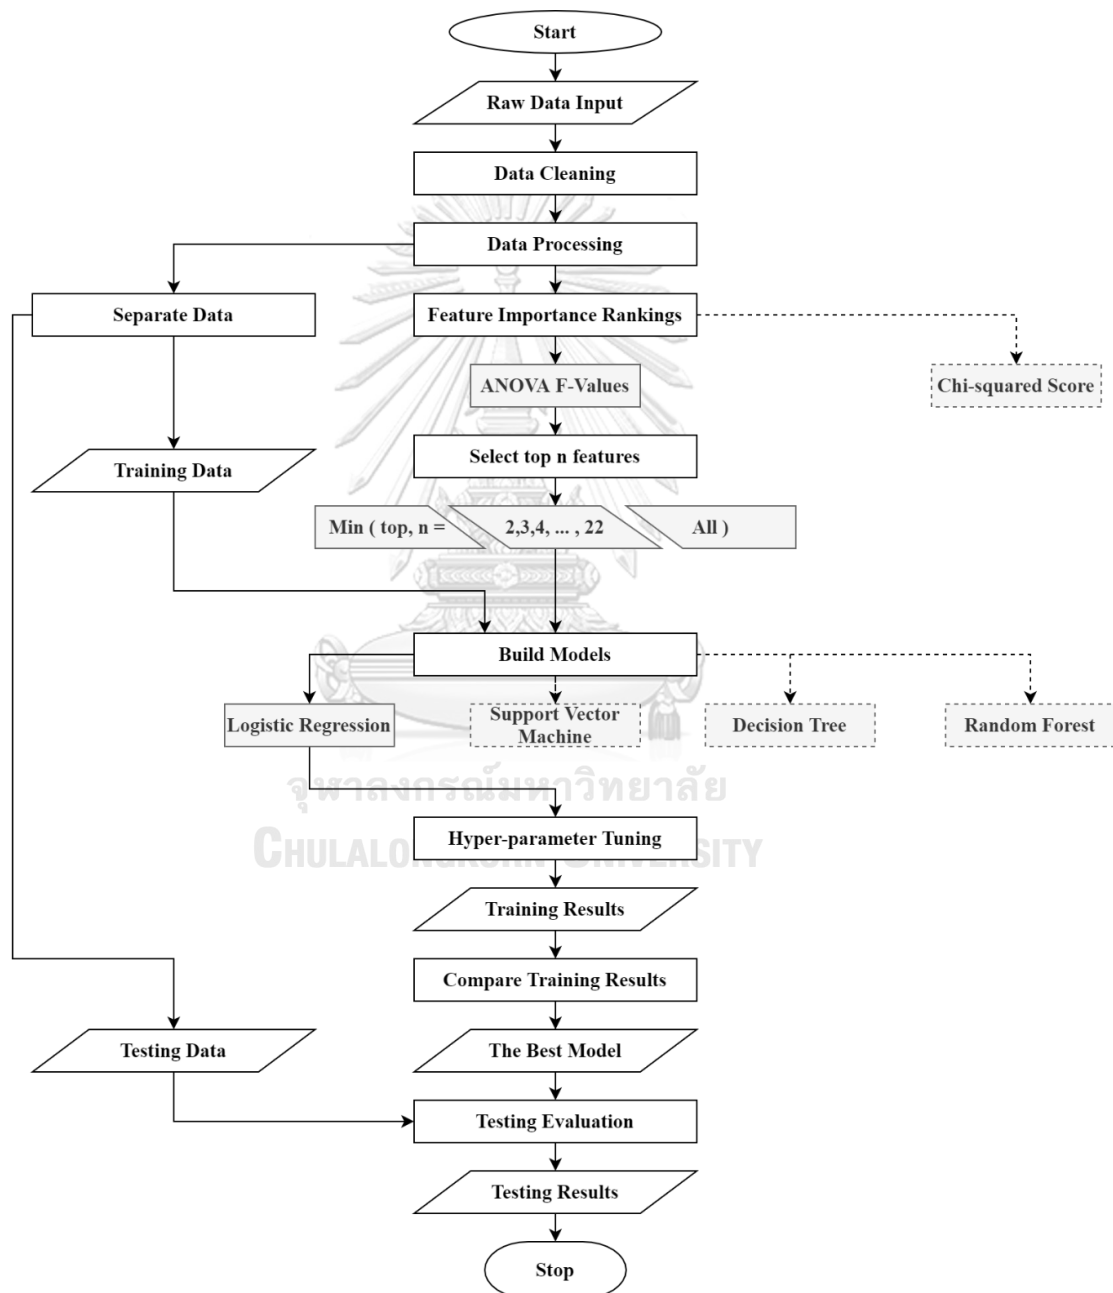 Start
Raw Data Input
Data Cleaning
Data Processing
Separate Data
Feature Importance Rankings
ANOVA F-Values
Chi-squared Score
Select top n features
Training Data
Min ( top, n =
2,3,4, ... , 22
All )
Build Models
Logistic Regression
Support Vector
Machine
Decision Tree
Random Forest
จุฬาลงกรณ์มหาวิทยาลัย
Hyper-parameter Tuning
CHULALONGKORN UNIVERSITY
Training Results
Compare Training Results
Testing Data
The Best Model
Testing Evaluation
Testing Results
Stop